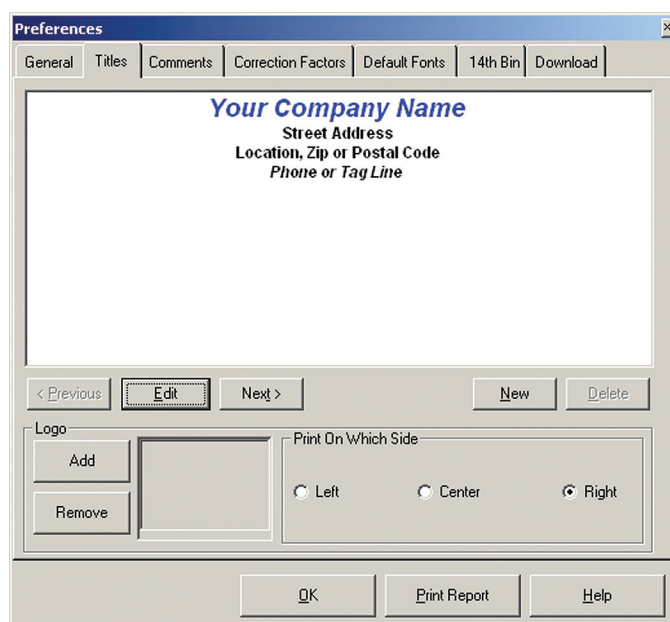 Preferences
General Titles Comments Correction Factors Default Fonts 14th Bin Download
Your Company Name
Street Address
Location, Zip or Postal Code
Phone or Tag Line
< Previous Edit Next > New Delete
Logo
Print On Which Side
Add
Left Center Right
Remove
OK Print Report Help